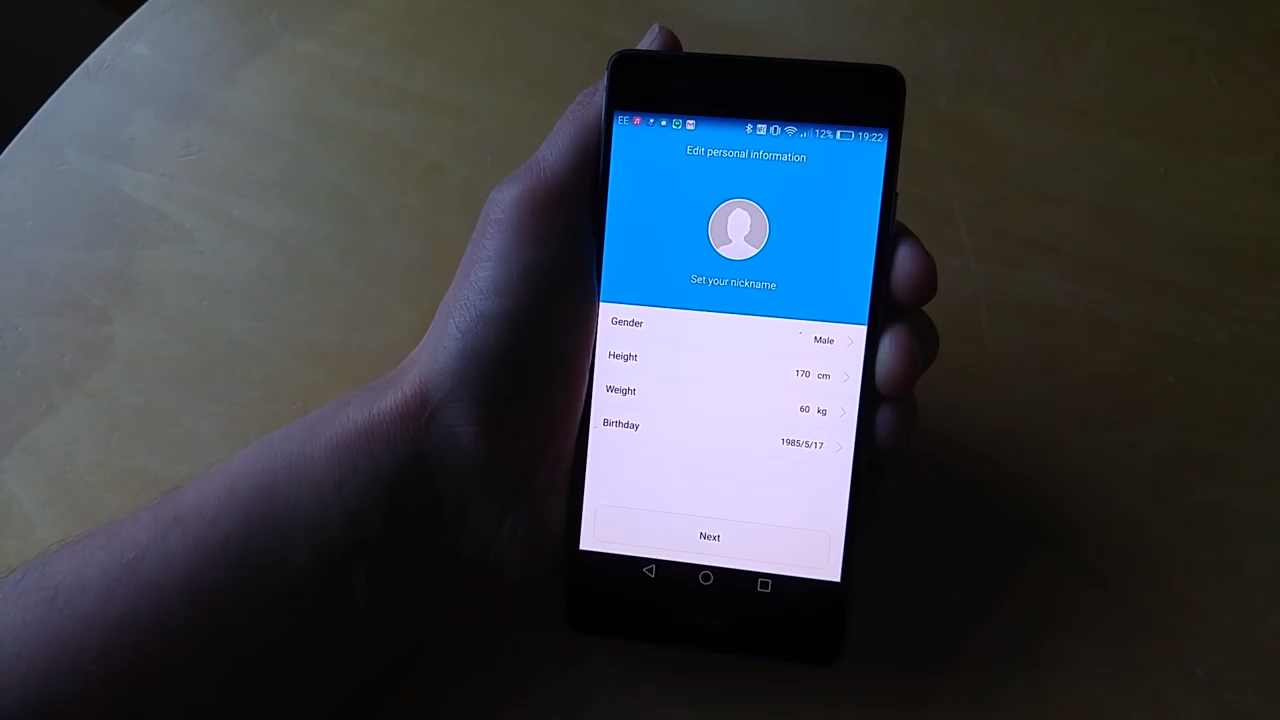 EE 12% 19:22
Edit personal information
Set your nickname
Gender Male
Height 170 cm
Weight 60 kg
Birthday 1985/5/17
Next